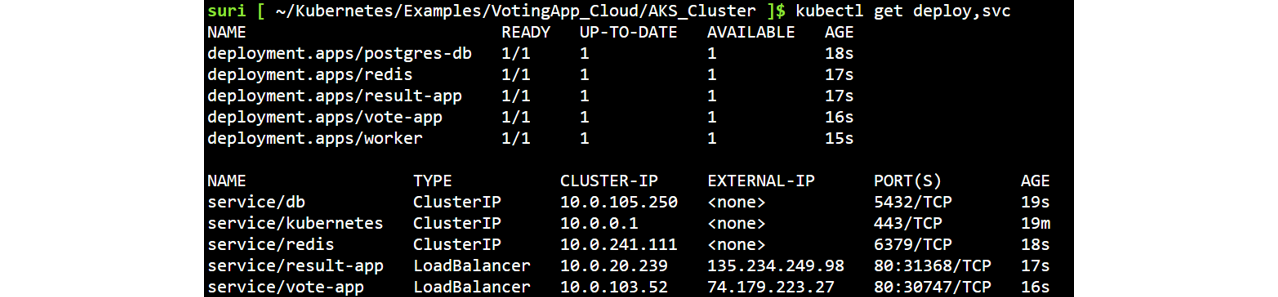 suri [ ~/Kubernetes/Examples/VotingApp_Cloud/AKS_Cluster ]$ kubectl get deploy,svc
NAME READY UP-TO-DATE AVAILABLE AGE
deployment.apps/postgres-db 1/1 1 1 18s
deployment.apps/redis 1/1 1 1 17s
deployment.apps/result-app 1/1 1 1 17s
deployment.apps/vote-app 1/1 1 1 16s
deployment.apps/worker 1/1 1 1 15s
NAME TYPE CLUSTER-IP EXTERNAL-IP PORT(S) AGE
service/db ClusterIP 10.0.105.250 <none> 5432/TCP 19s
service/kubernetes ClusterIP 10.0.0.1 <none> 443/TCP 19m
service/redis ClusterIP 10.0.241.111 <none> 6379/TCP 18s
service/result-app LoadBalancer 10.0.20.239 135.234.249.98 80:31368/TCP 17s
service/vote-app LoadBalancer 10.0.103.52 74.179.223.27 80:30747/TCP 16s